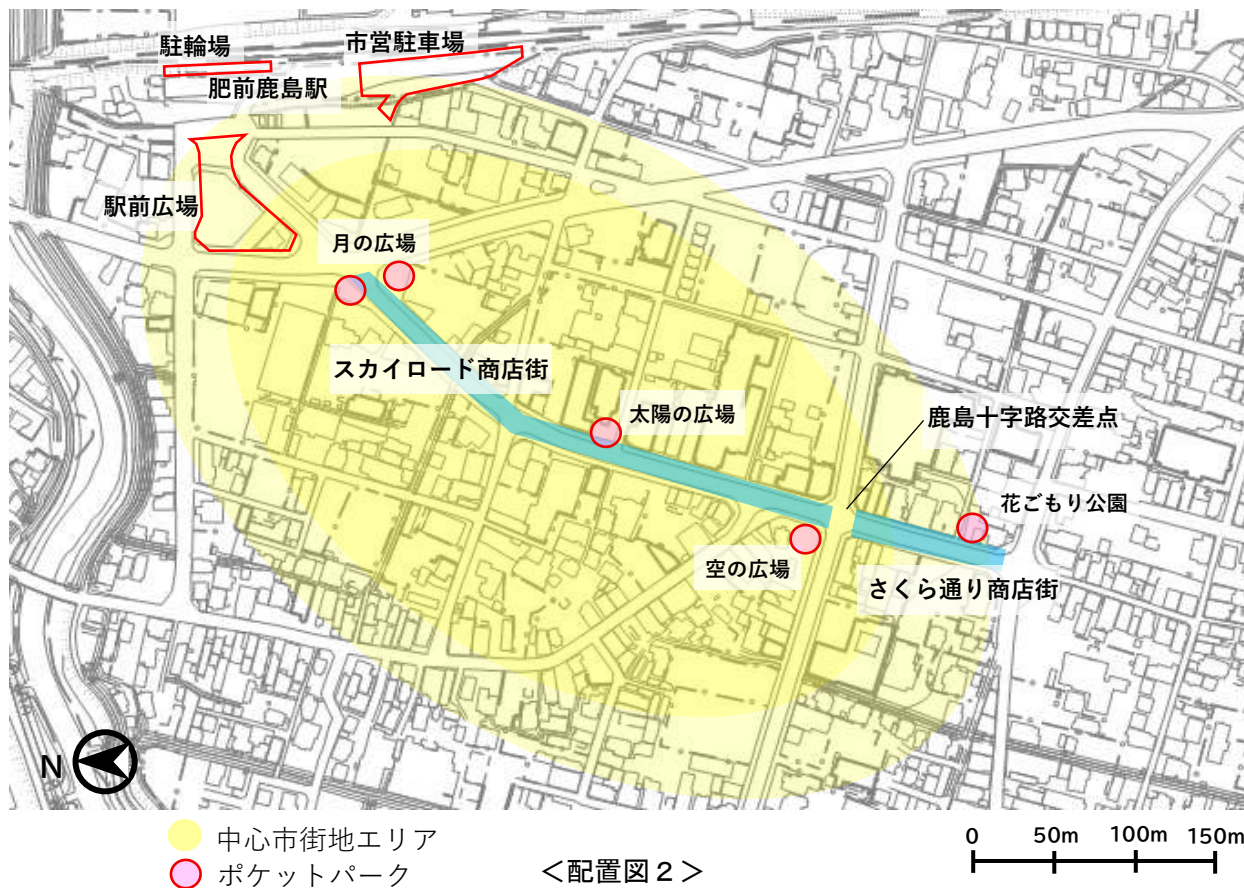 駐輪場
市営駐車場
肥前鹿島駅
駅前広場
月の広場
スカイロード商店街
太陽の広場
鹿島十字路交差点
花ごもり公園
空の広場
さくら通り商店街
N
中心市街地エリア
ポケットパーク
＜配置図２＞
0 50m 100m 150m